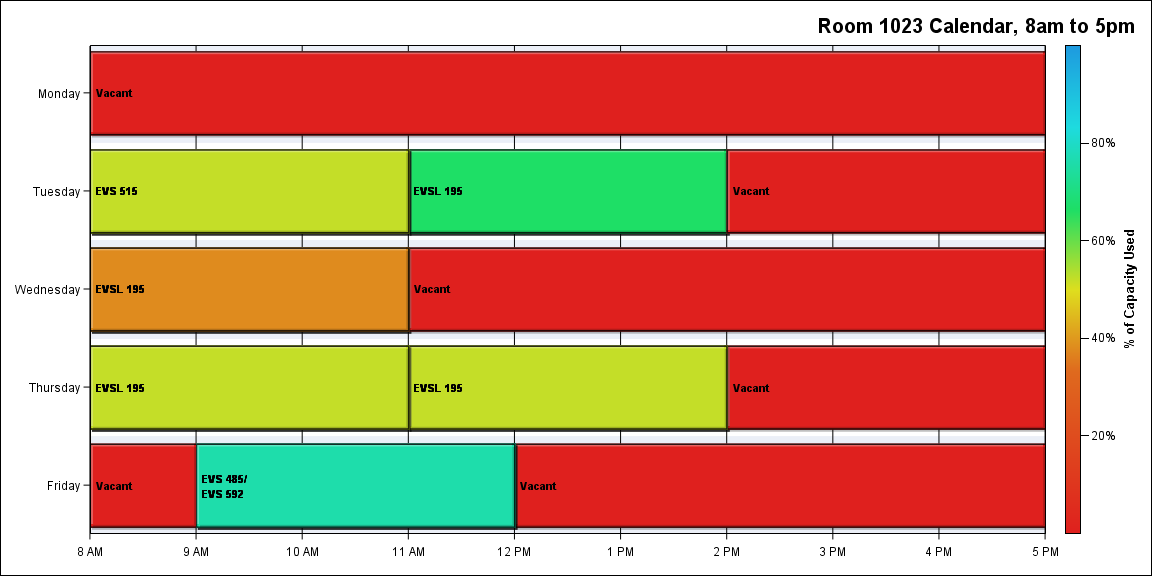 Room 1023 Calendar, 8am to 5pm
Monday
Vacant
Tuesday
EVS 515
EVSL 195
Vacant
Wednesday
EVSL 195
Vacant
Thursday
EVSL 195
EVSL 195
Vacant
Friday
Vacant
EVS 485/
EVS 592
Vacant
8 AM
9 AM
10 AM
11 AM
12 PM
1 PM
2 PM
3 PM
4 PM
5 PM
80%
60%
40%
20%
% of Capacity Used